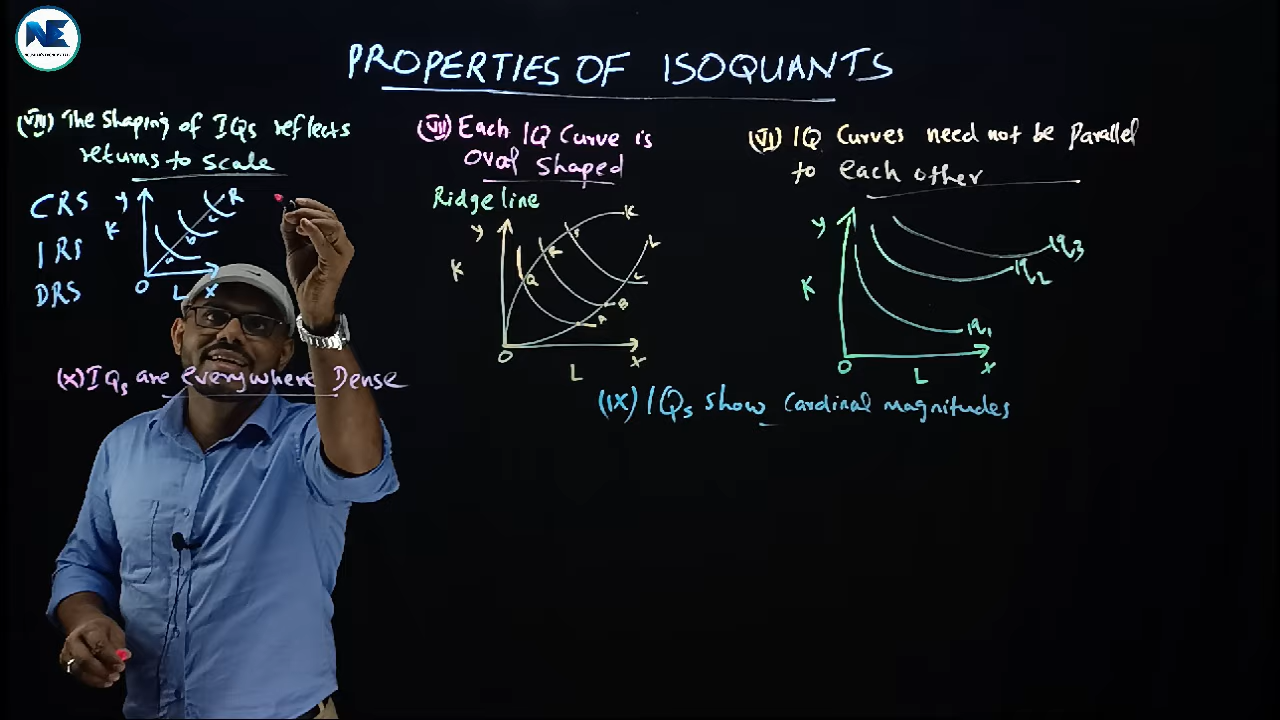 NE
PROPERTIES OF ISOQUANTS
(VIII) The Shaping of IQs reflects
returns to Scale
CRS
IRS
DRS
y
K
R
a
b
c
O
L
X
(VII) Each IQ Curve is
Oval Shaped
Ridge line
y
K
K
L
S
R
Q
C
B
A
O
L
X
(VI) IQ Curves need not be parallel
to each other
y
K
Iq3
Iq2
Iq1
O
L
X
(X) IQs are everywhere Dense
(IX) IQs show Cardinal magnitudes